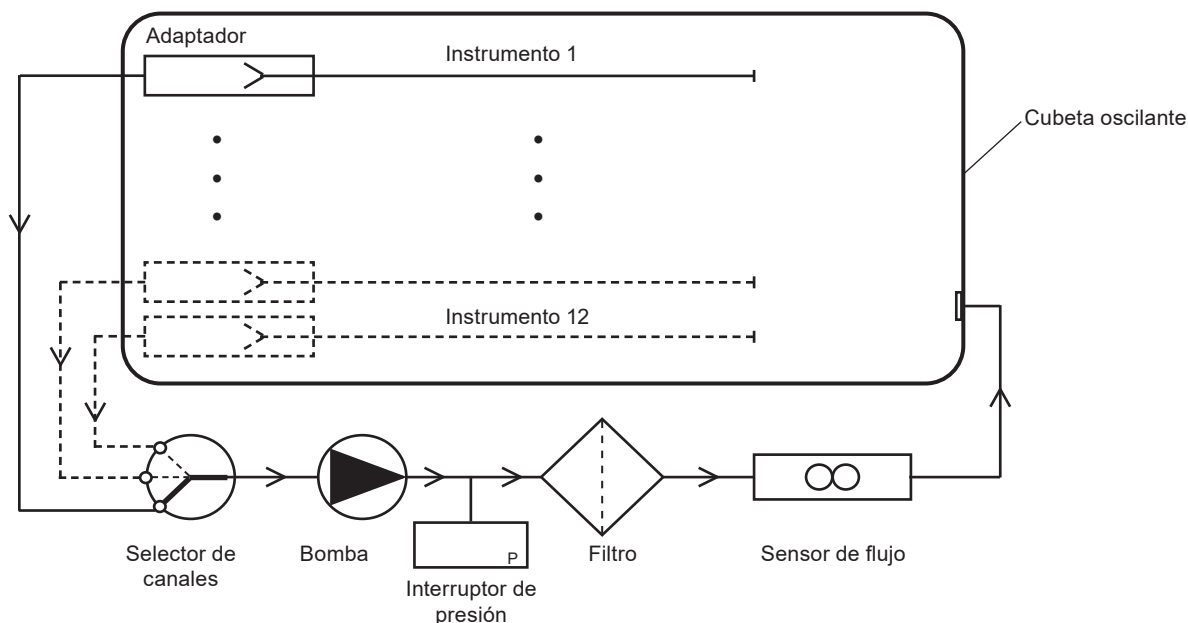 Adaptador
Instrumento 1
Cubeta oscilante
Instrumento 12
Selector de
canales
Bomba
P
Interruptor de
presión
Filtro
Sensor de flujo